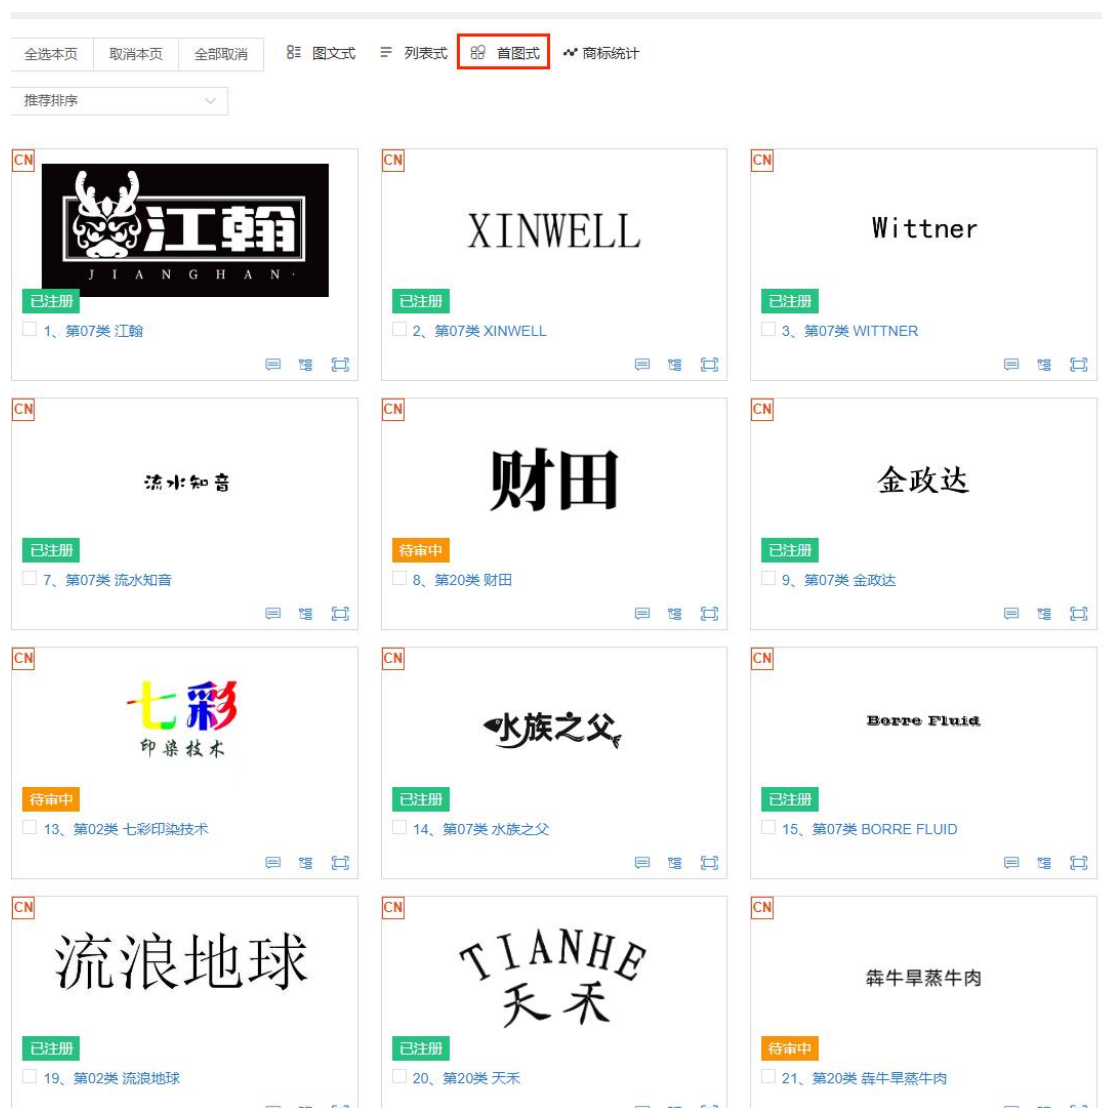 全选本页 取消本页 全部取消 图文式 列表式 首图式 商标统计
推荐排序
CN CN CN
江翰 XINWELL Wittner
JIANGHAN·
已注册 已注册 已注册
1、第07类 江翰 2、第07类 XINWELL 3、第07类 WITTNER
CN CN CN
流水知音 财田 金政达
已注册 待审中 已注册
7、第07类 流水知音 8、第20类 财田 9、第07类 金政达
CN CN CN
七彩 水族之父 Borre Fluid
印染技术
待审中 已注册 已注册
13、第02类 七彩印染技术 14、第07类 水族之父 15、第07类 BORRE FLUID
CN CN CN
流浪地球 TIANHE 犇牛旱蒸牛肉
天禾
已注册 已注册 待审中
19、第02类 流浪地球 20、第20类 天禾 21、第20类 犇牛旱蒸牛肉